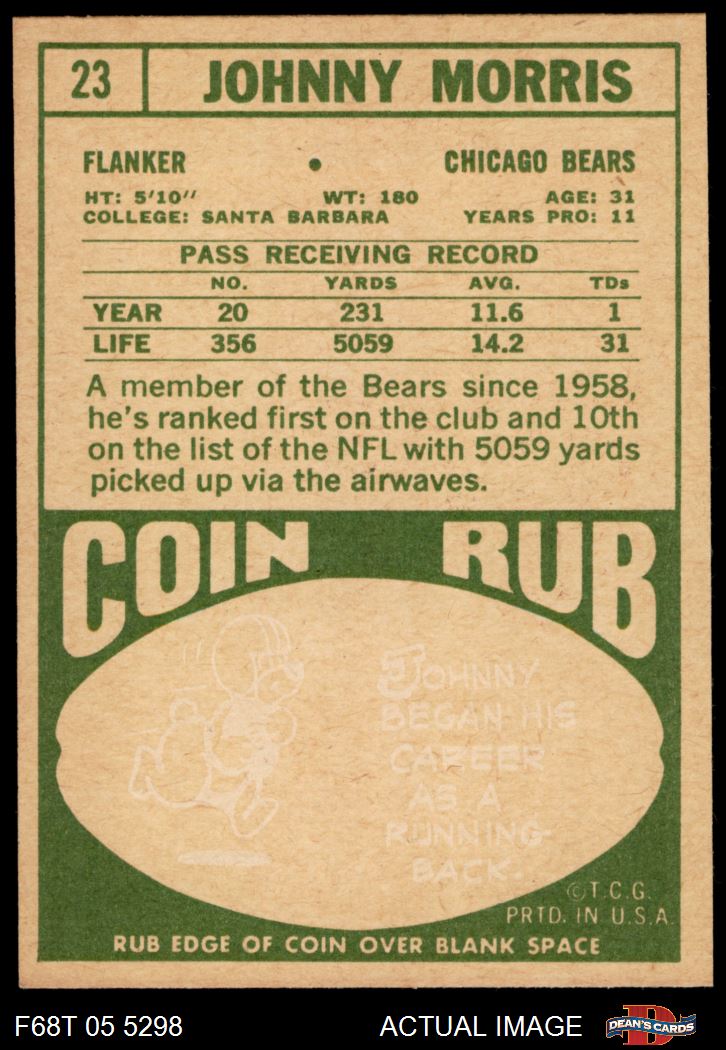 23 JOHNNY MORRIS
FLANKER • CHICAGO BEARS
HT: 5'10" WT: 180 AGE: 31
COLLEGE: SANTA BARBARA YEARS PRO: 11
PASS RECEIVING RECORD
NO. YARDS AVG. TDs
YEAR 20 231 11.6 1
LIFE 356 5059 14.2 31
A member of the Bears since 1958,
he's ranked first on the club and 10th
on the list of the NFL with 5059 yards
picked up via the airwaves.
COIN RUB
JOHNNY
BEGAN HIS
CAREER
AS A
RUNNING-
BACK.
©T.C.G.
PRTD. IN U.S.A.
RUB EDGE OF COIN OVER BLANK SPACE
F68T 05 5298 ACTUAL IMAGE D DEAN'S CARDS